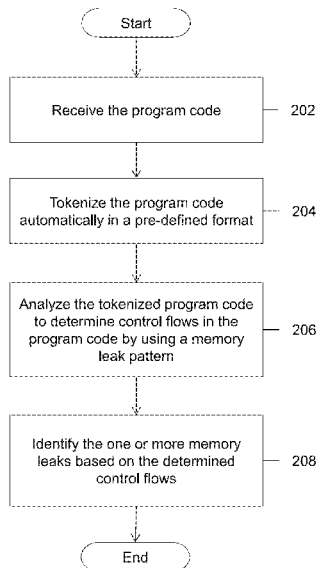 Start
Receive the program code
202
Tokenize the program code
automatically in a pre-defined format
204
Analyze the tokenized program code
to determine control flows in the
program code by using a memory
leak pattern
206
Identify the one or more memory
leaks based on the determined
control flows
208
End